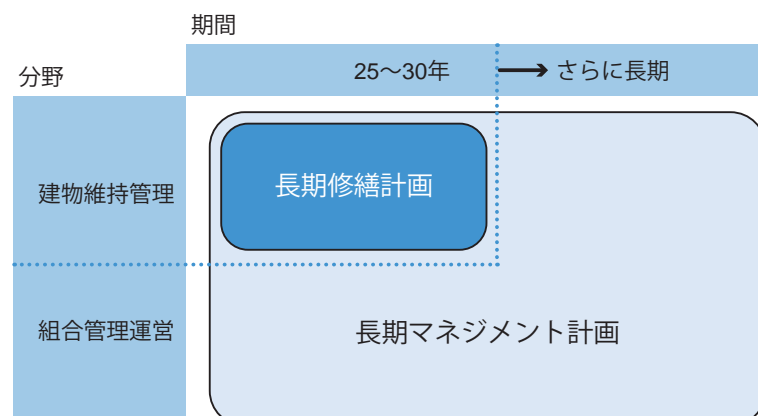 期間
分野
25〜30年
さらに長期
建物維持管理
長期修繕計画
組合管理運営
長期マネジメント計画